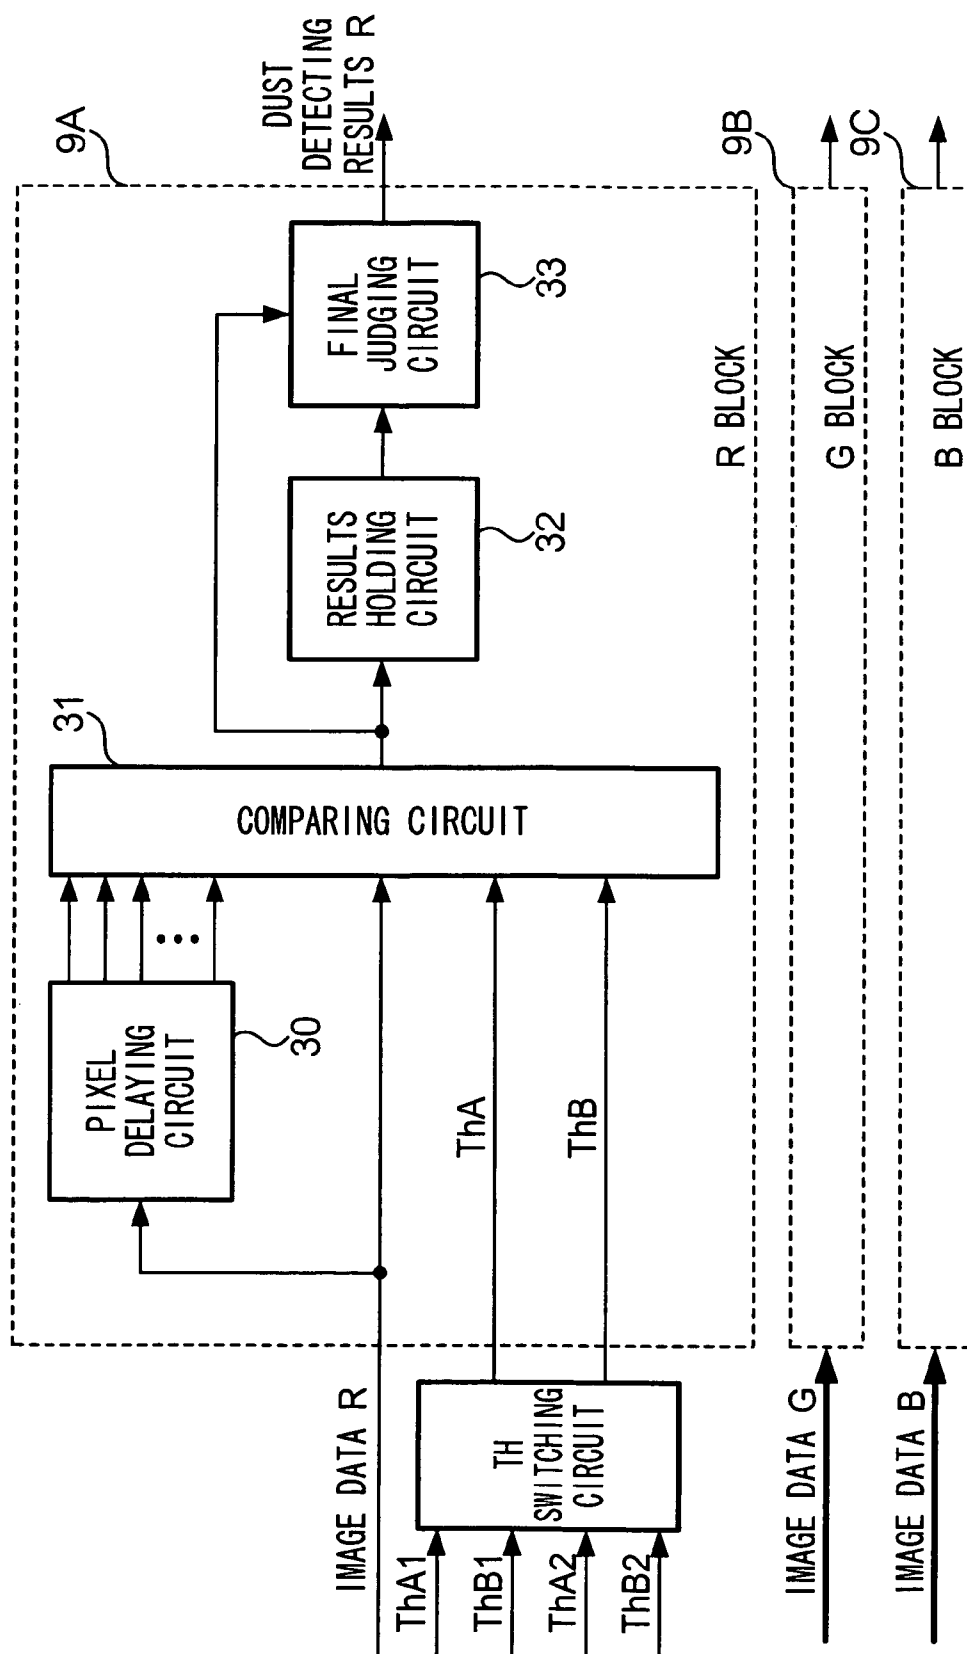 9A
DUST
DETECTING
RESULTS R
31
PIXEL
DELAYING
CIRCUIT
30
COMPARING CIRCUIT
RESULTS
HOLDING
CIRCUIT
32
FINAL
JUDGING
CIRCUIT
33
IMAGE DATA R
ThA1
ThB1
ThA2
ThB2
TH
SWITCHING
CIRCUIT
ThA
ThB
R BLOCK
9B
IMAGE DATA G
G BLOCK
9C
IMAGE DATA B
B BLOCK